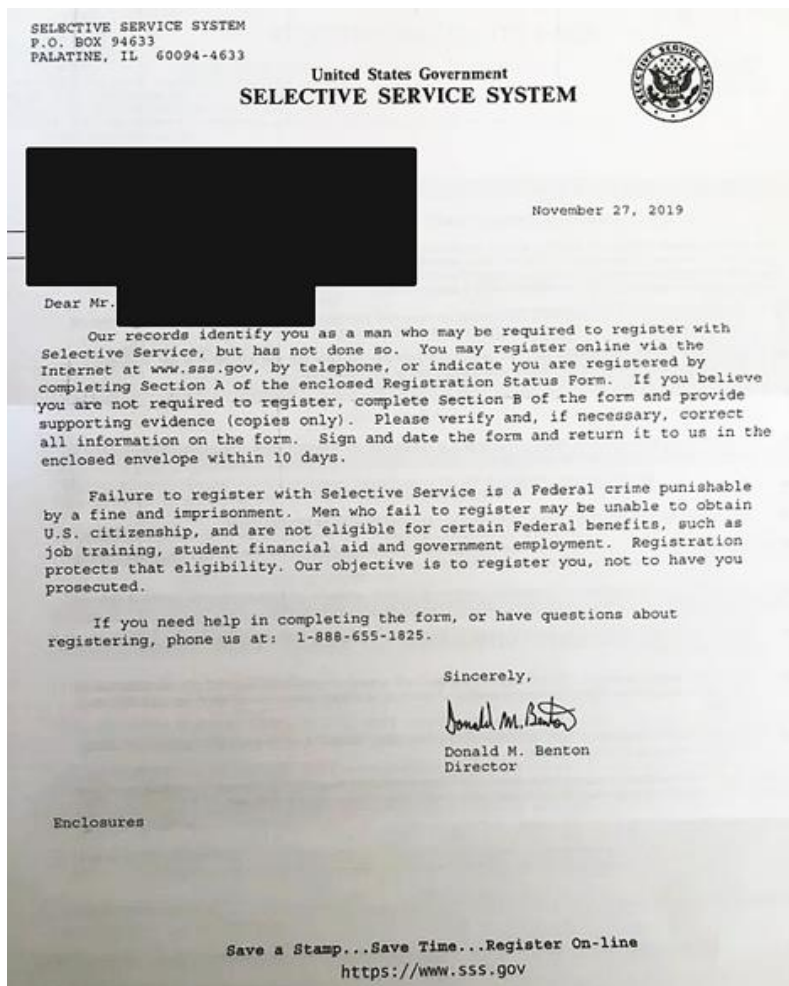 SELECTIVE SERVICE SYSTEM
P.O. BOX 94633
PALATINE, IL 60094-4633
United States Government
SELECTIVE SERVICE SYSTEM
SELECTIVE SERVICE SYSTEM
November 27, 2019
Dear Mr.
Our records identify you as a man who may be required to register with
Selective Service, but has not done so. You may register online via the
Internet at www.sss.gov, by telephone, or indicate you are registered by
completing Section A of the enclosed Registration Status Form. If you believe
you are not required to register, complete Section B of the form and provide
supporting evidence (copies only). Please verify and, if necessary, correct
all information on the form. Sign and date the form and return it to us in the
enclosed envelope within 10 days.
Failure to register with Selective Service is a Federal crime punishable
by a fine and imprisonment. Men who fail to register may be unable to obtain
U.S. citizenship, and are not eligible for certain Federal benefits, such as
job training, student financial aid and government employment. Registration
protects that eligibility. Our objective is to register you, not to have you
prosecuted.
If you need help in completing the form, or have questions about
registering, phone us at: 1-888-655-1825.
Sincerely,
Donald M. Benton
Donald M. Benton
Director
Enclosures
Save a Stamp...Save Time...Register On-line
https://www.sss.gov